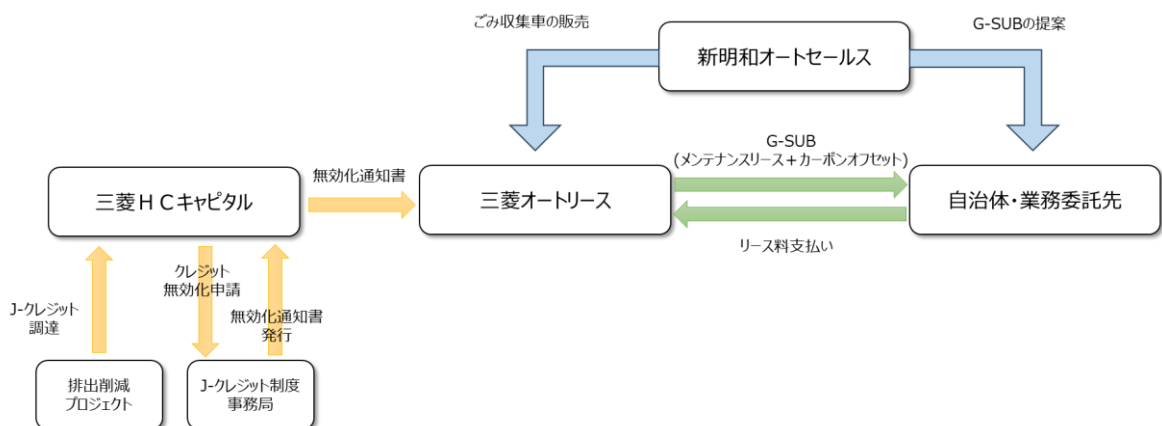 ごみ収集車の販売
G-SUBの提案
新明和オートセールス
G-SUB
(メンテナンスリース+カーボンオフセット)
無効化通知書
三菱HCキャピタル
三菱オートリース
自治体・業務委託先
リース料支払い
クレジット
無効化申請
J-クレジット
調達
無効化通知書
発行
排出削減
プロジェクト
J-クレジット制度
事務局